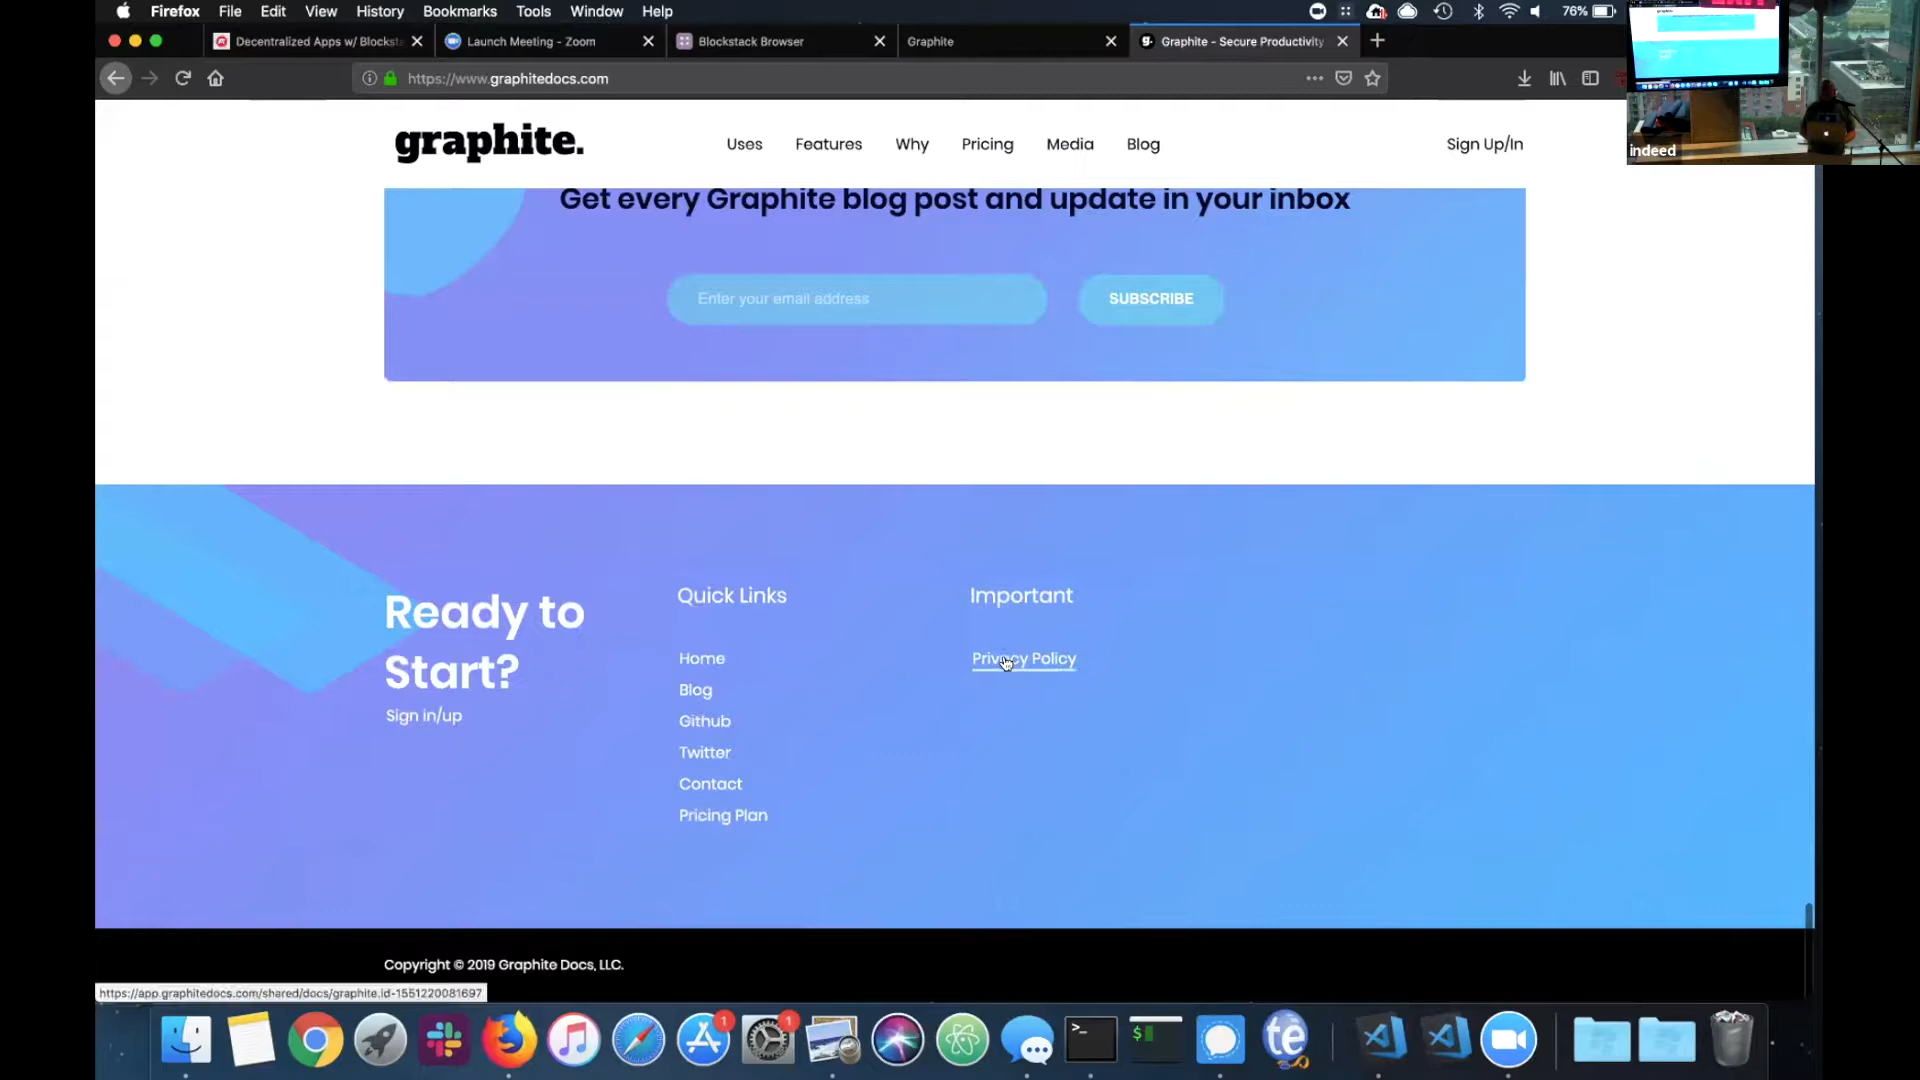 Firefox File Edit View History Bookmarks Tools Window Help 76%
Decentralized Apps w/ Blocksta
Launch Meeting - Zoom
Blockstack Browser
Graphite
Graphite - Secure Productivity
https://www.graphitedocs.com
indeed
graphite.
Uses Features Why Pricing Media Blog Sign Up/In
Get every Graphite blog post and update in your inbox
Enter your email address SUBSCRIBE
Ready to
Start?
Sign in/up
Quick Links
Home
Blog
Github
Twitter
Contact
Pricing Plan
Important
Privacy Policy
Copyright © 2019 Graphite Docs, LLC.
https://app.graphitedocs.com/shared/docs/graphite.id-1551220081697
1
1
>_
$
te